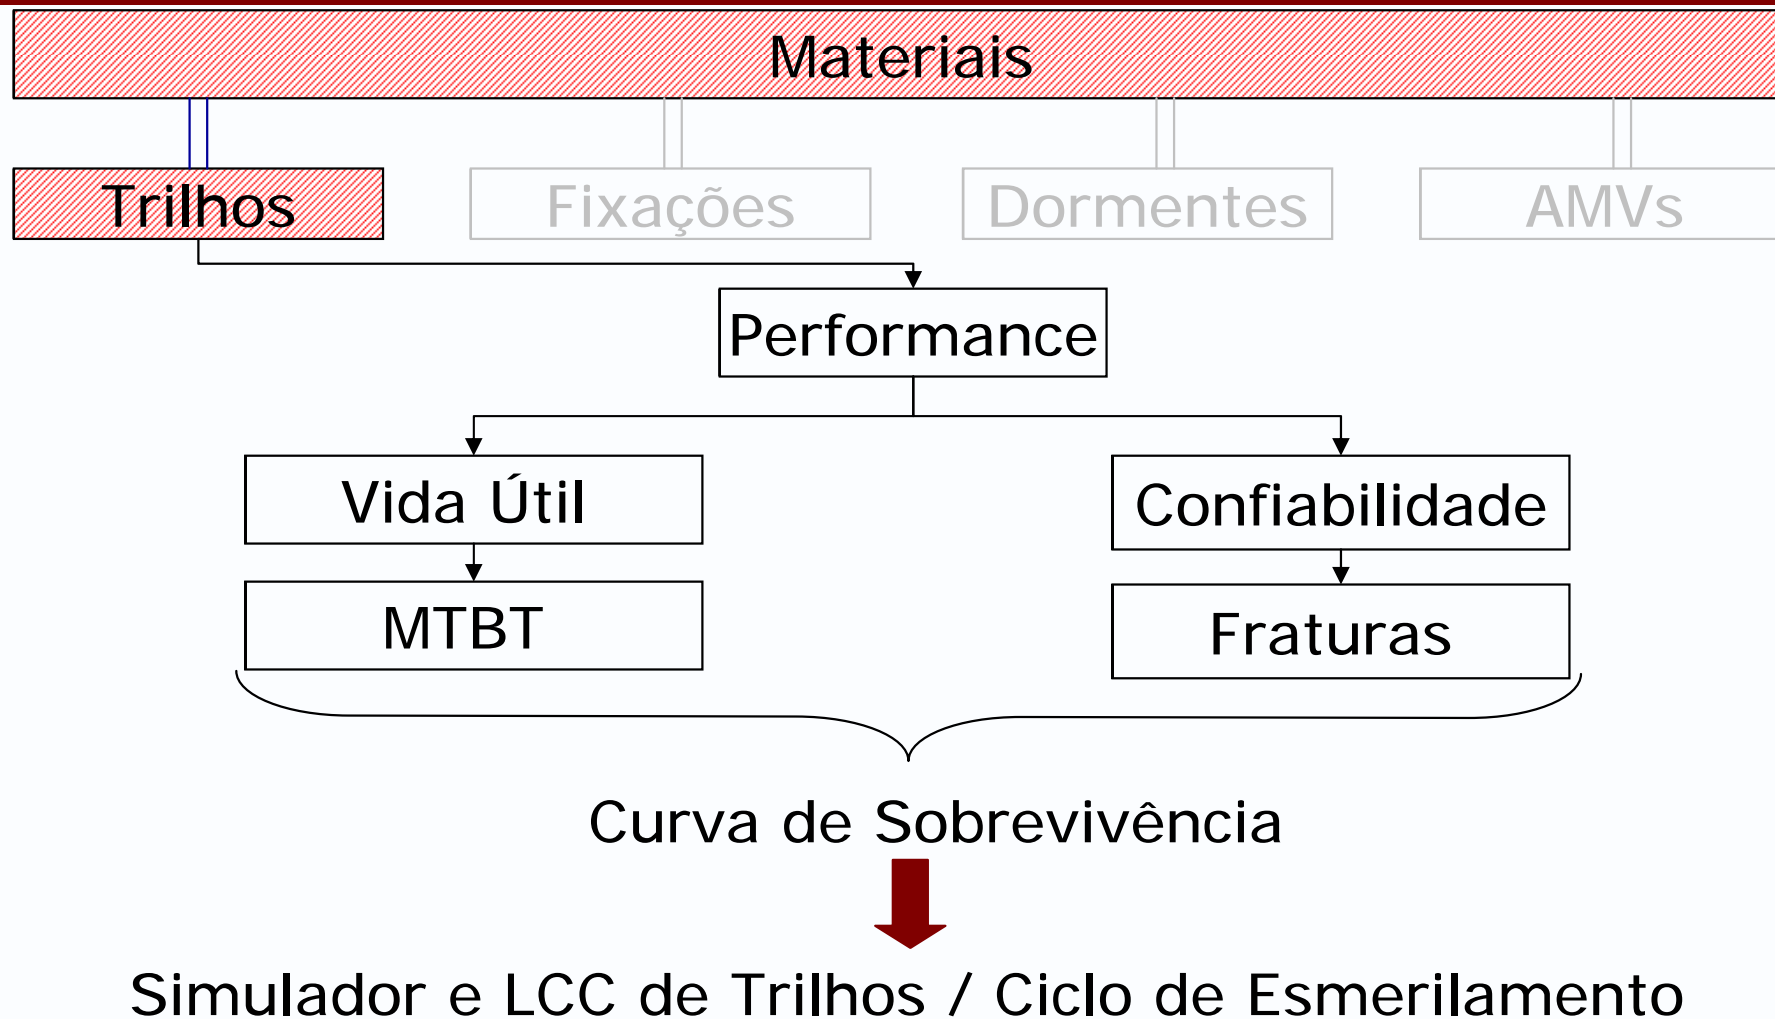 Materiais
Trilhos
Fixações
Dormentes
AMVs
Performance
Vida Útil
Confiabilidade
MTBT
Fraturas
Curva de Sobrevivência
Simulador e LCC de Trilhos / Ciclo de Esmerilamento